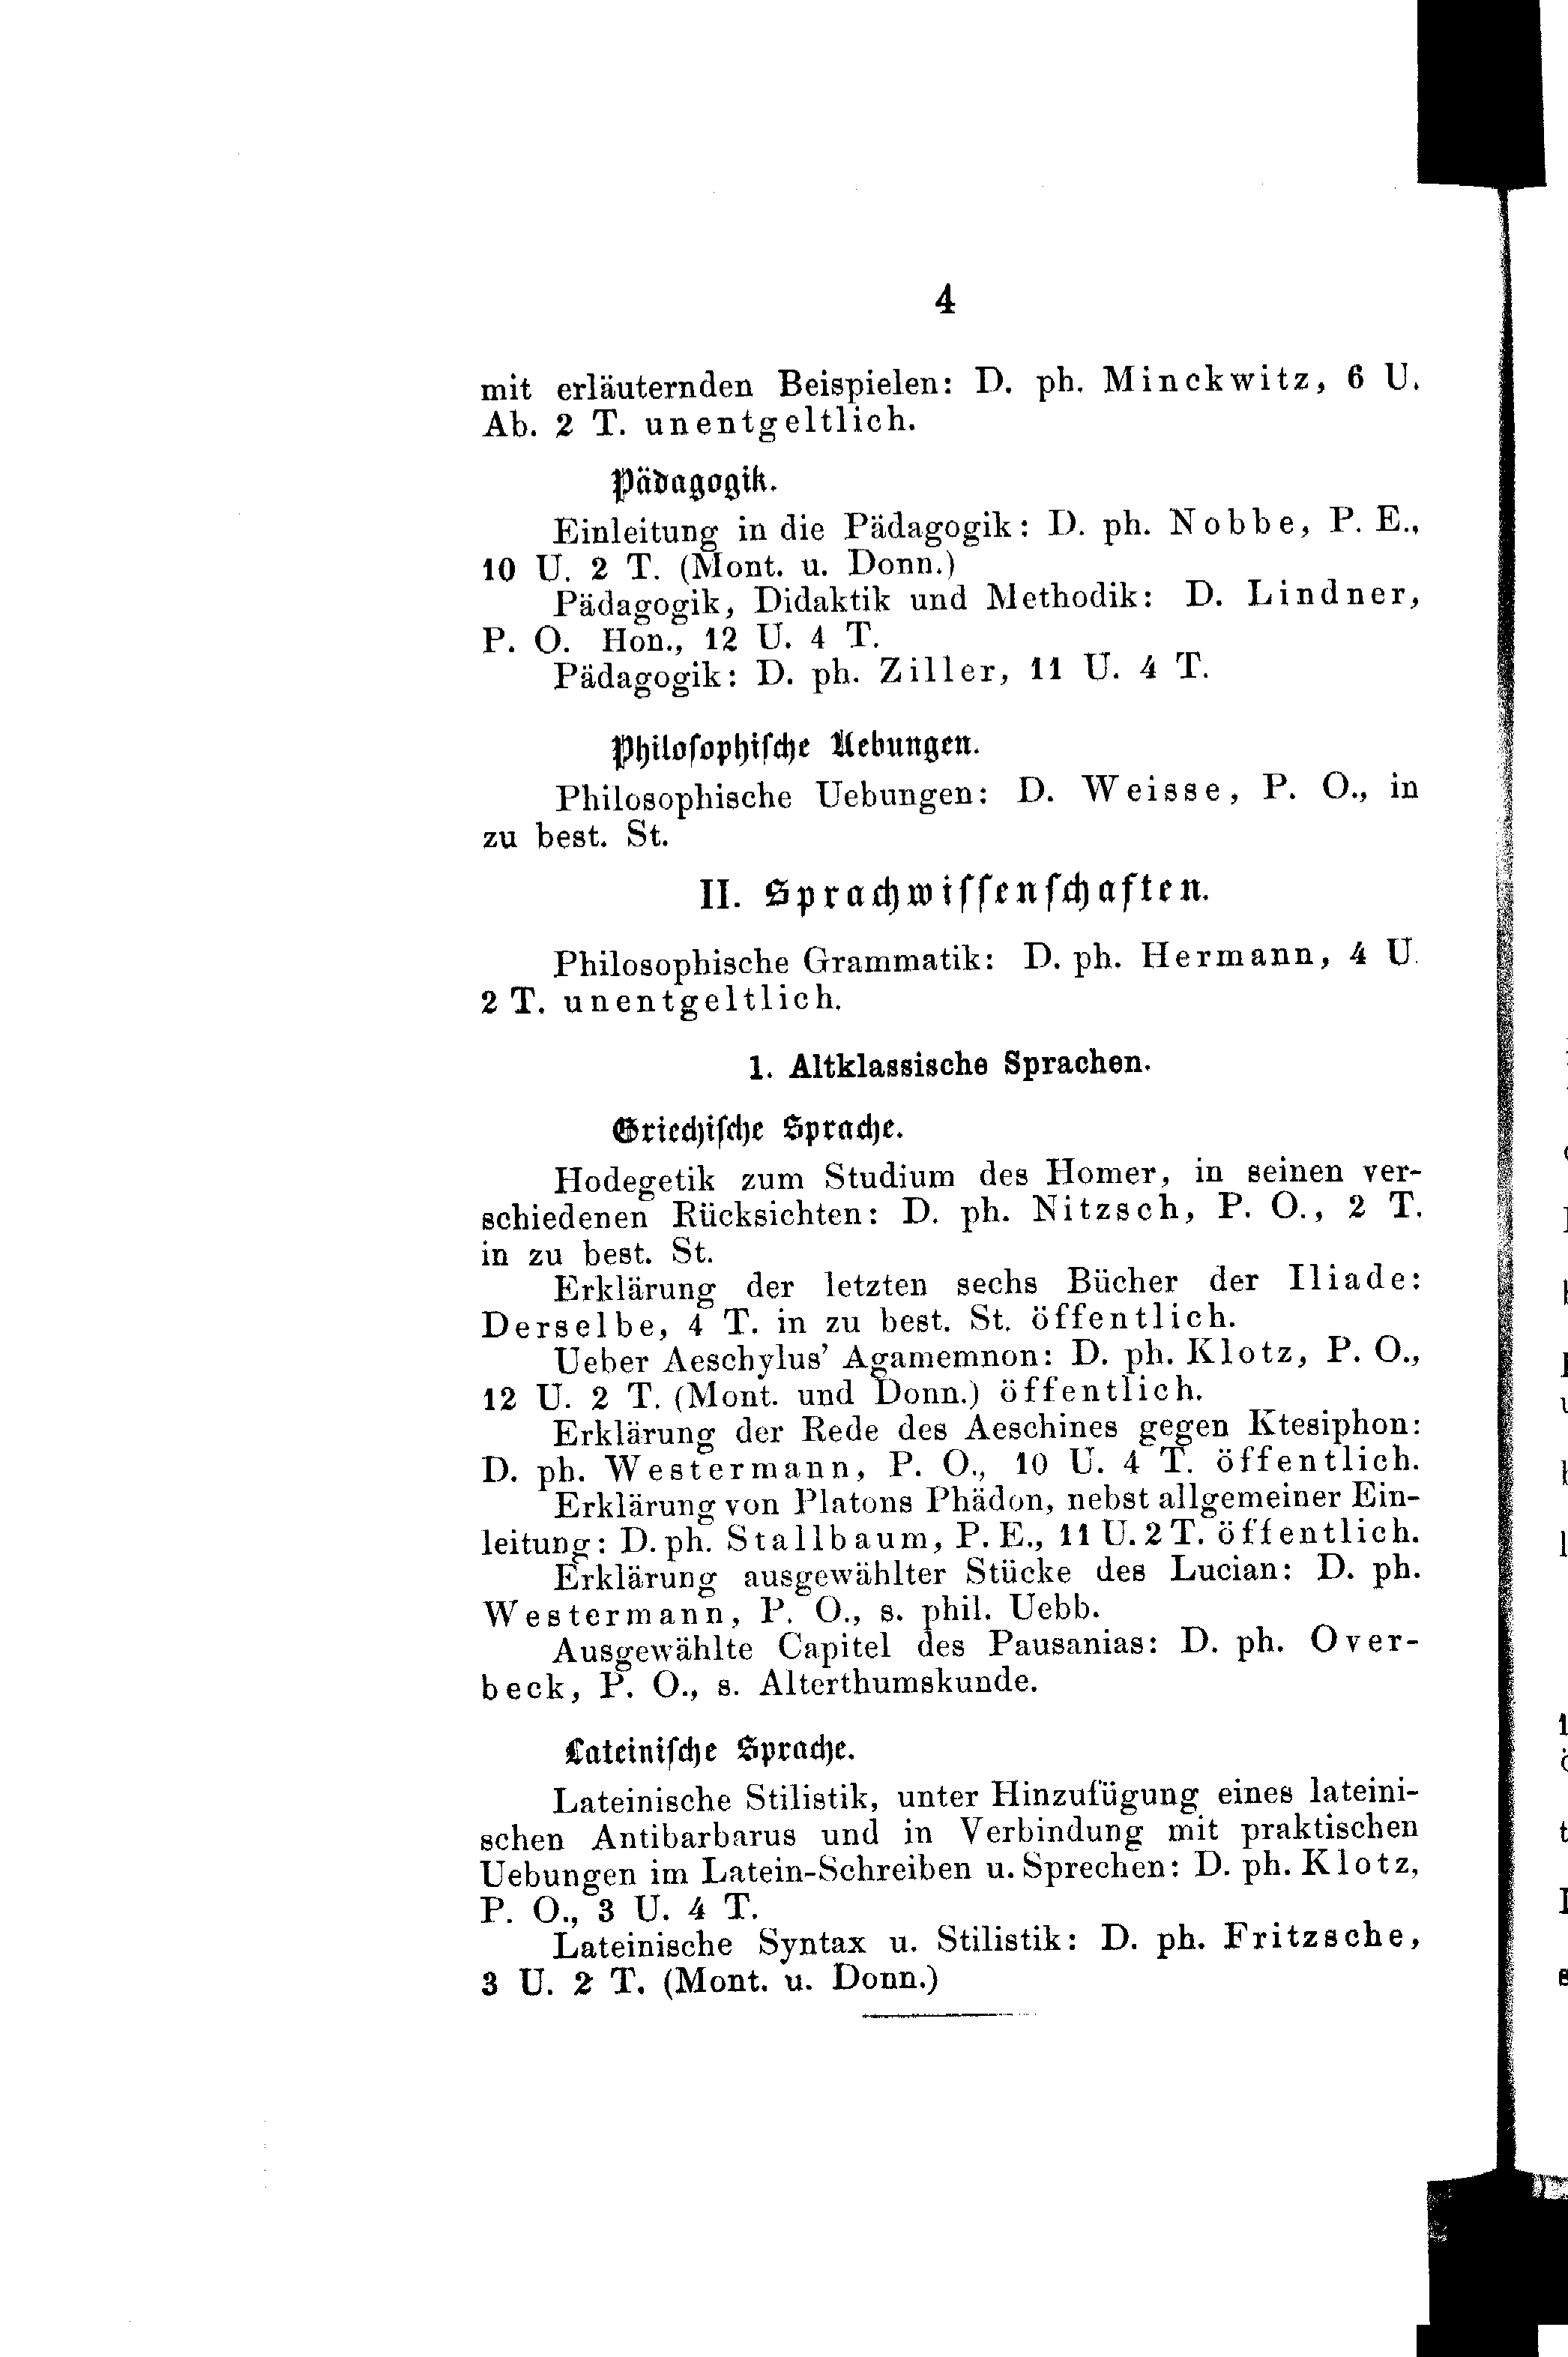 4
mit erläuternden Beispielen: D. ph. Minckwitz, 6 U.
Ab. 2 T. unentgeltlich.
Pädagogik.
Einleitung in die Pädagogik: D. ph. Nobbe, P. E.,
10 U. 2 T. (Mont. u. Donn.)
Pädagogik, Didaktik und Methodik: D. Lindner,
P. O. Hon., 12 U. 4 T.
Pädagogik: D. ph. Ziller, 11 U. 4 T.
Philosophische Uebungen.
Philosophische Uebungen: D. Weisse, P. O., in
zu best. St.
II. Sprachwissenschaften.
Philosophische Grammatik: D. ph. Hermann, 4 U.
2 T. unentgeltlich.
1. Altklassische Sprachen.
Griechische Sprache.
Hodegetik zum Studium des Homer, in seinen ver-
schiedenen Rücksichten: D. ph. Nitzsch, P. O., 2 T.
in zu best. St.
Erklärung der letzten sechs Bücher der Iliade:
Derselbe, 4 T. in zu best. St. öffentlich.
Ueber Aeschylus' Agamemnon: D. ph. Klotz, P. O.,
12 U. 2 T. (Mont. und Donn.) öffentlich.
Erklärung der Rede des Aeschines gegen Ktesiphon:
D. ph. Westermann, P. O., 10 U. 4 T. öffentlich.
Erklärung von Platons Phädon, nebst allgemeiner Ein-
leitung: D. ph. Stallbaum, P. E., 11 U. 2 T. öffentlich.
Erklärung ausgewählter Stücke des Lucian: D. ph.
Westermann, P. O., s. phil. Uebb.
Ausgewählte Capitel des Pausanias: D. ph. Over-
beck, P. O., s. Alterthumskunde.
Lateinische Sprache.
Lateinische Stilistik, unter Hinzufügung eines lateini-
schen Antibarbarus und in Verbindung mit praktischen
Uebungen im Latein-Schreiben u. Sprechen: D. ph. Klotz,
P. O., 3 U. 4 T.
Lateinische Syntax u. Stilistik: D. ph. Fritzsche,
3 U. 2 T. (Mont. u. Donn.)